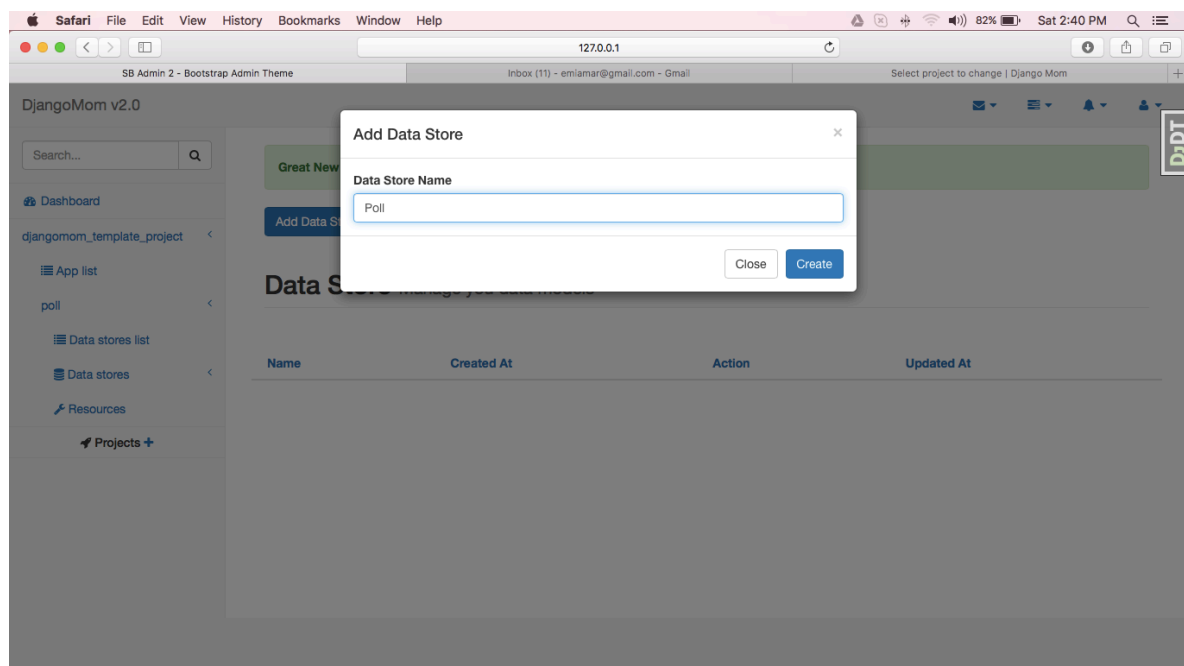 Safari File Edit View History Bookmarks Window Help 82% Sat 2:40 PM
127.0.0.1
SB Admin 2 - Bootstrap Admin Theme Inbox (11) - emiamar@gmail.com - Gmail Select project to change | Django Mom +
DjangoMom v2.0
DjDT
Add Data Store ×
Search...
Great New
Data Store Name
Poll
Dashboard
Add Data St
djangomom_template_project
Close Create
App list
Data S
poll
Data stores list
Name Created At Action Updated At
Data stores
Resources
Projects +